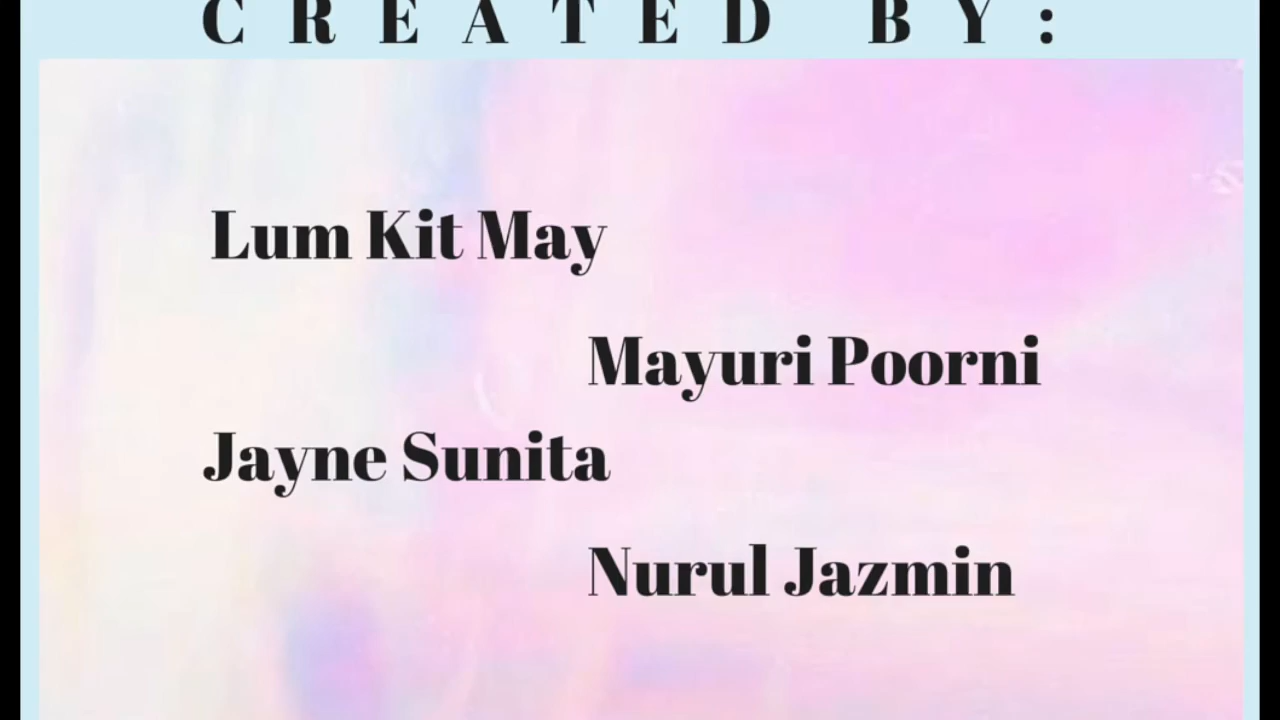 CREATED BY:
Lum Kit May
Mayuri Poorni
Jayne Sunita
Nurul Jazmin